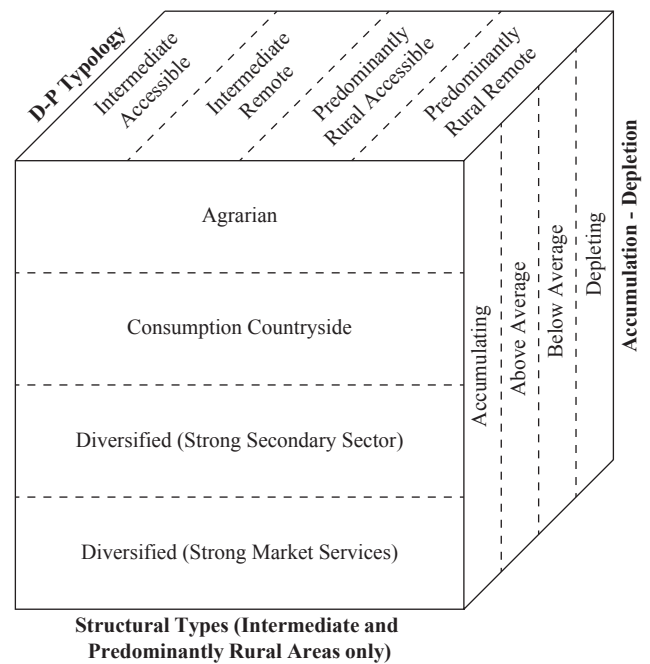 D-P Typology
Intermediate
Accessible
Intermediate
Remote
Predominantly
Rural Accessible
Predominantly
Rural Remote
Agrarian
Consumption Countryside
Diversified (Strong Secondary Sector)
Diversified (Strong Market Services)
Accumulating
Above Average
Below Average
Depleting
Accumulation - Depletion
Structural Types (Intermediate and
Predominantly Rural Areas only)